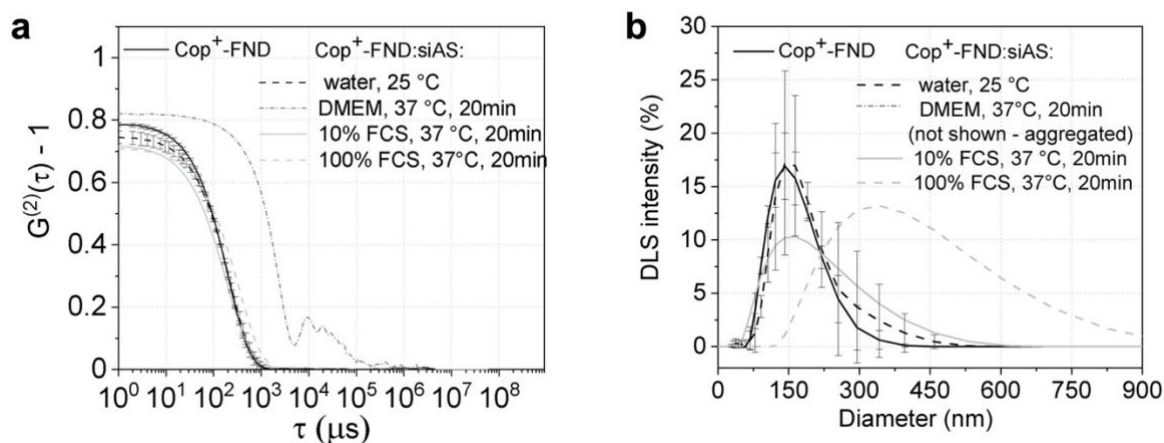 a
Cop⁺-FND
Cop⁺-FND:siAS:
water, 25 °C
DMEM, 37 °C, 20min
10% FCS, 37 °C, 20min
100% FCS, 37°C, 20min
1
0.8
0.6
0.4
0.2
0
G⁽²⁾(τ) - 1
10⁰ 10¹ 10² 10³ 10⁴ 10⁵ 10⁶ 10⁷ 10⁸
τ (µs)
b
Cop⁺-FND
Cop⁺-FND:siAS:
water, 25 °C
DMEM, 37°C, 20min
(not shown - aggregated)
10% FCS, 37 °C, 20min
100% FCS, 37°C, 20min
30
25
20
15
10
5
0
DLS intensity (%)
0 150 300 450 600 750 900
Diameter (nm)